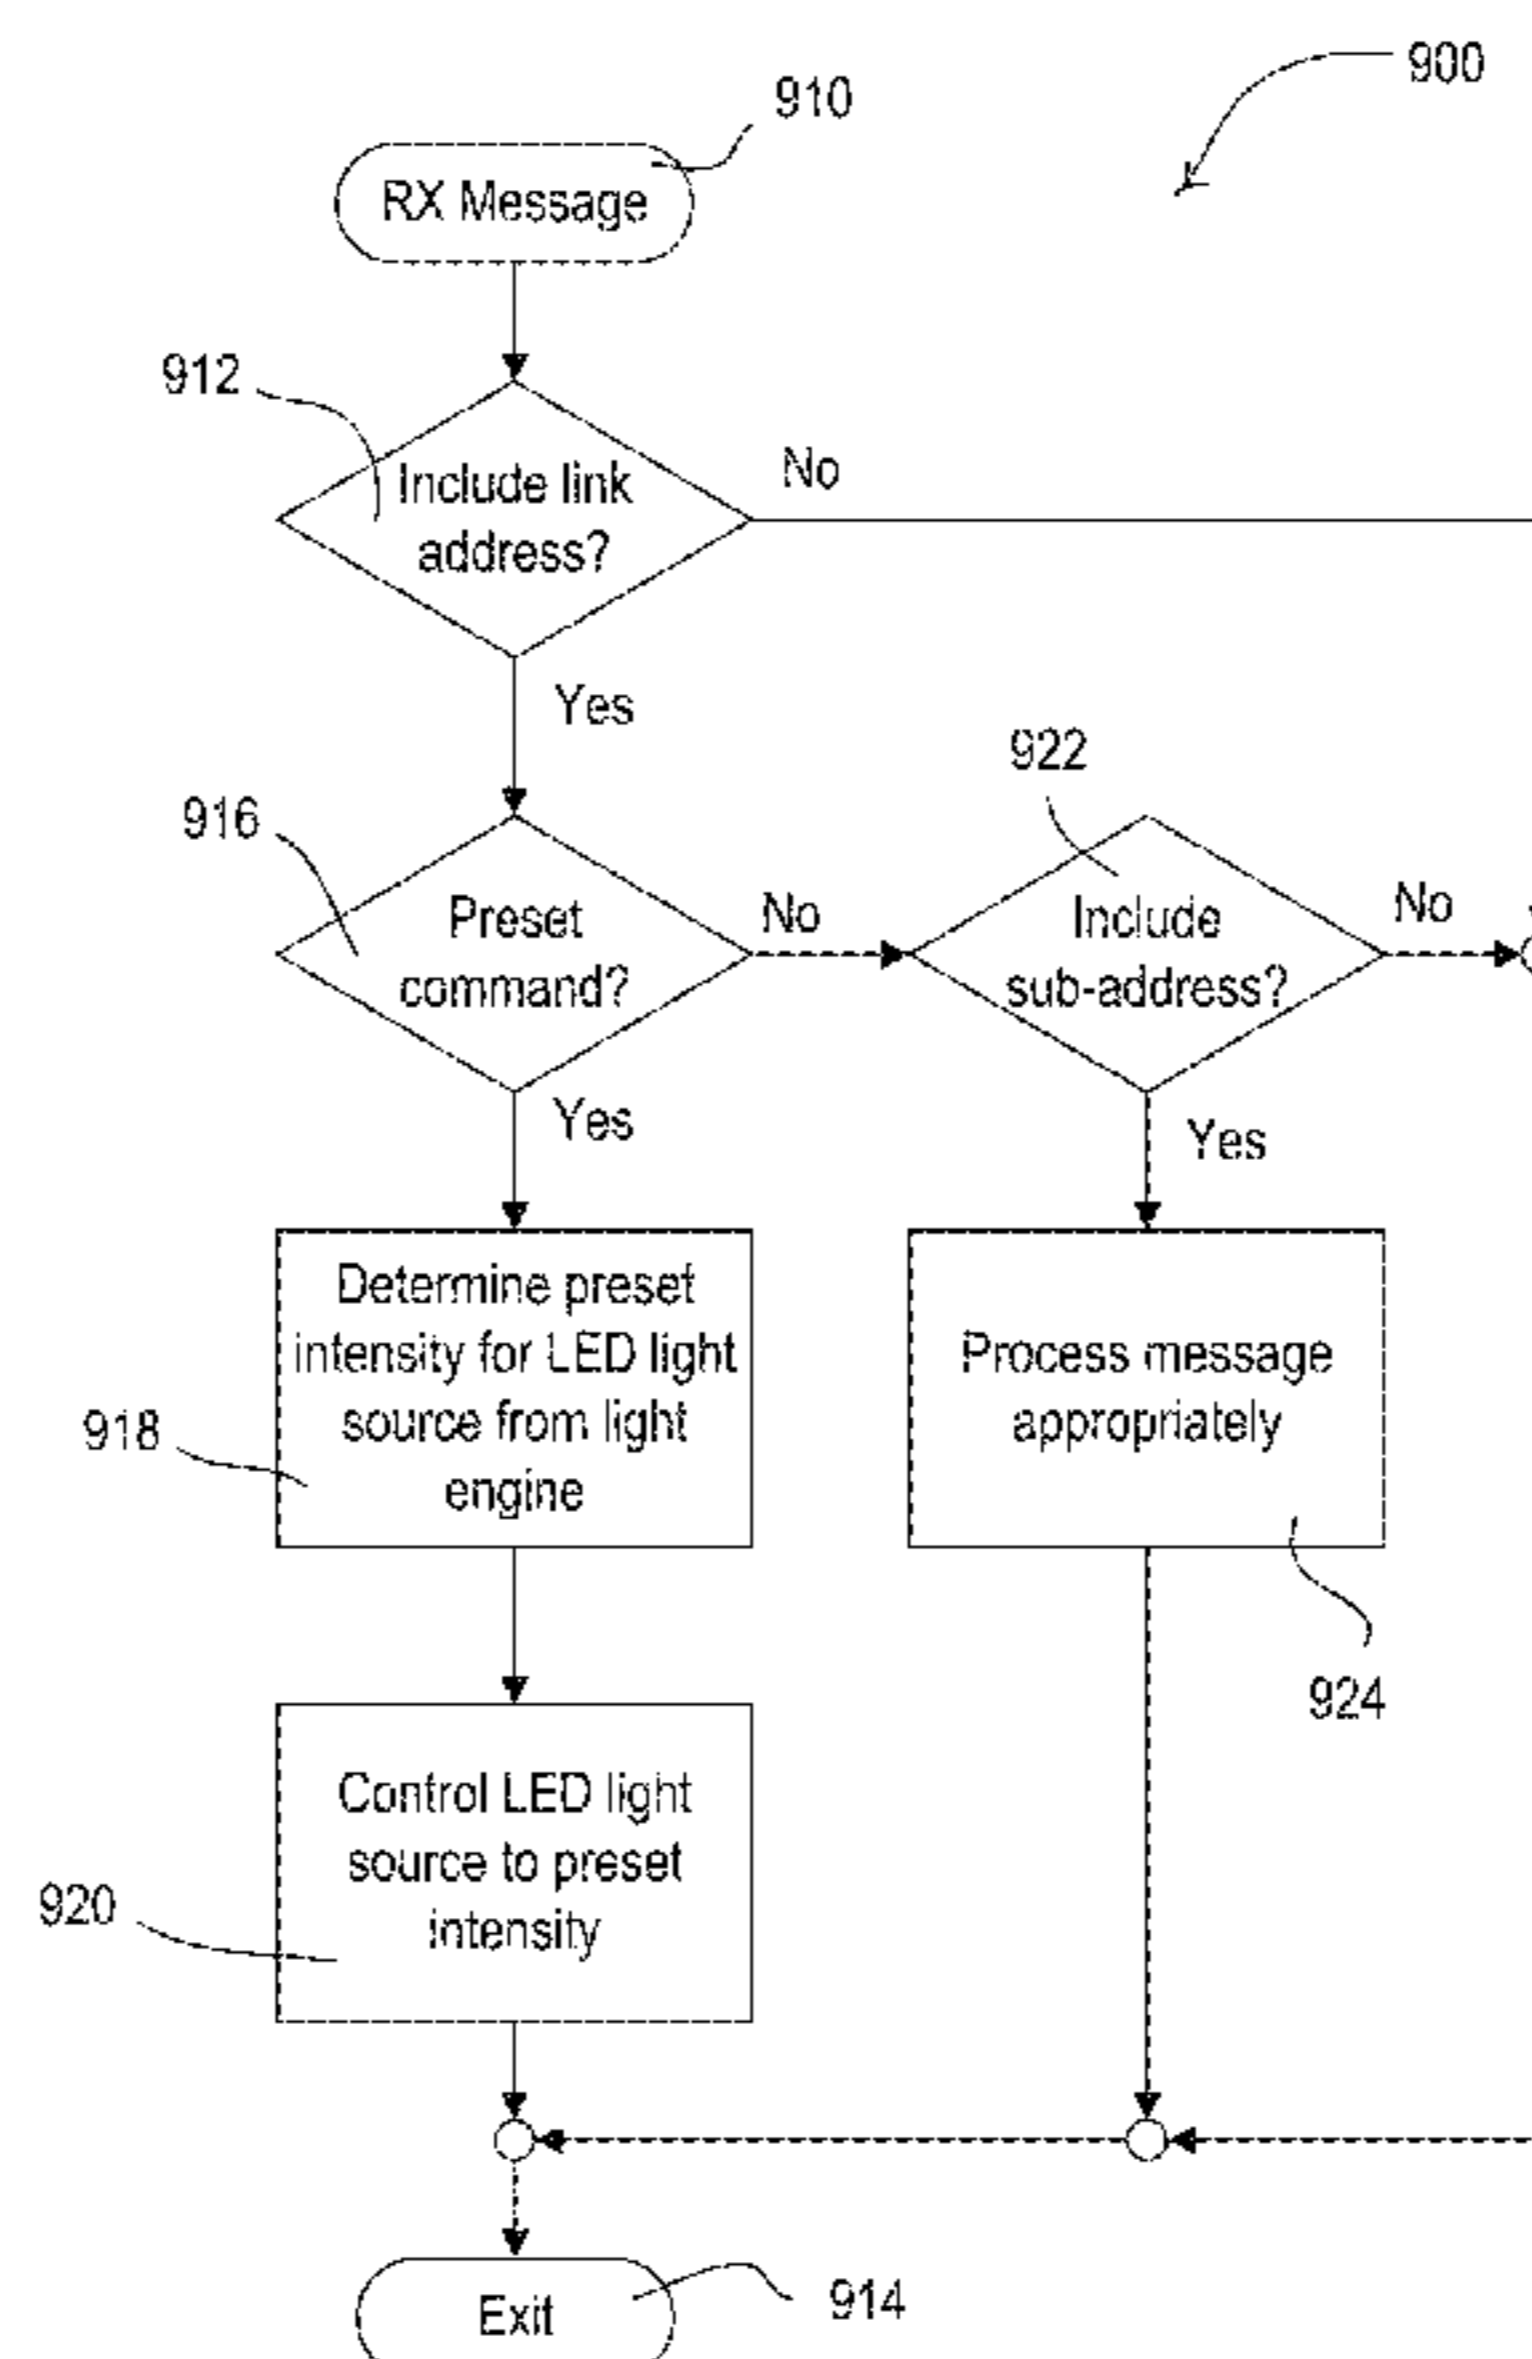 900
910
RX Message
912
Include link
address?
No
Yes
916
Preset
command?
No
922
Include
sub-address?
No
Yes
Yes
918
Determine preset
intensity for LED light
source from light
engine
Process message
appropriately
924
920
Control LED light
source to preset
intensity
Exit
914